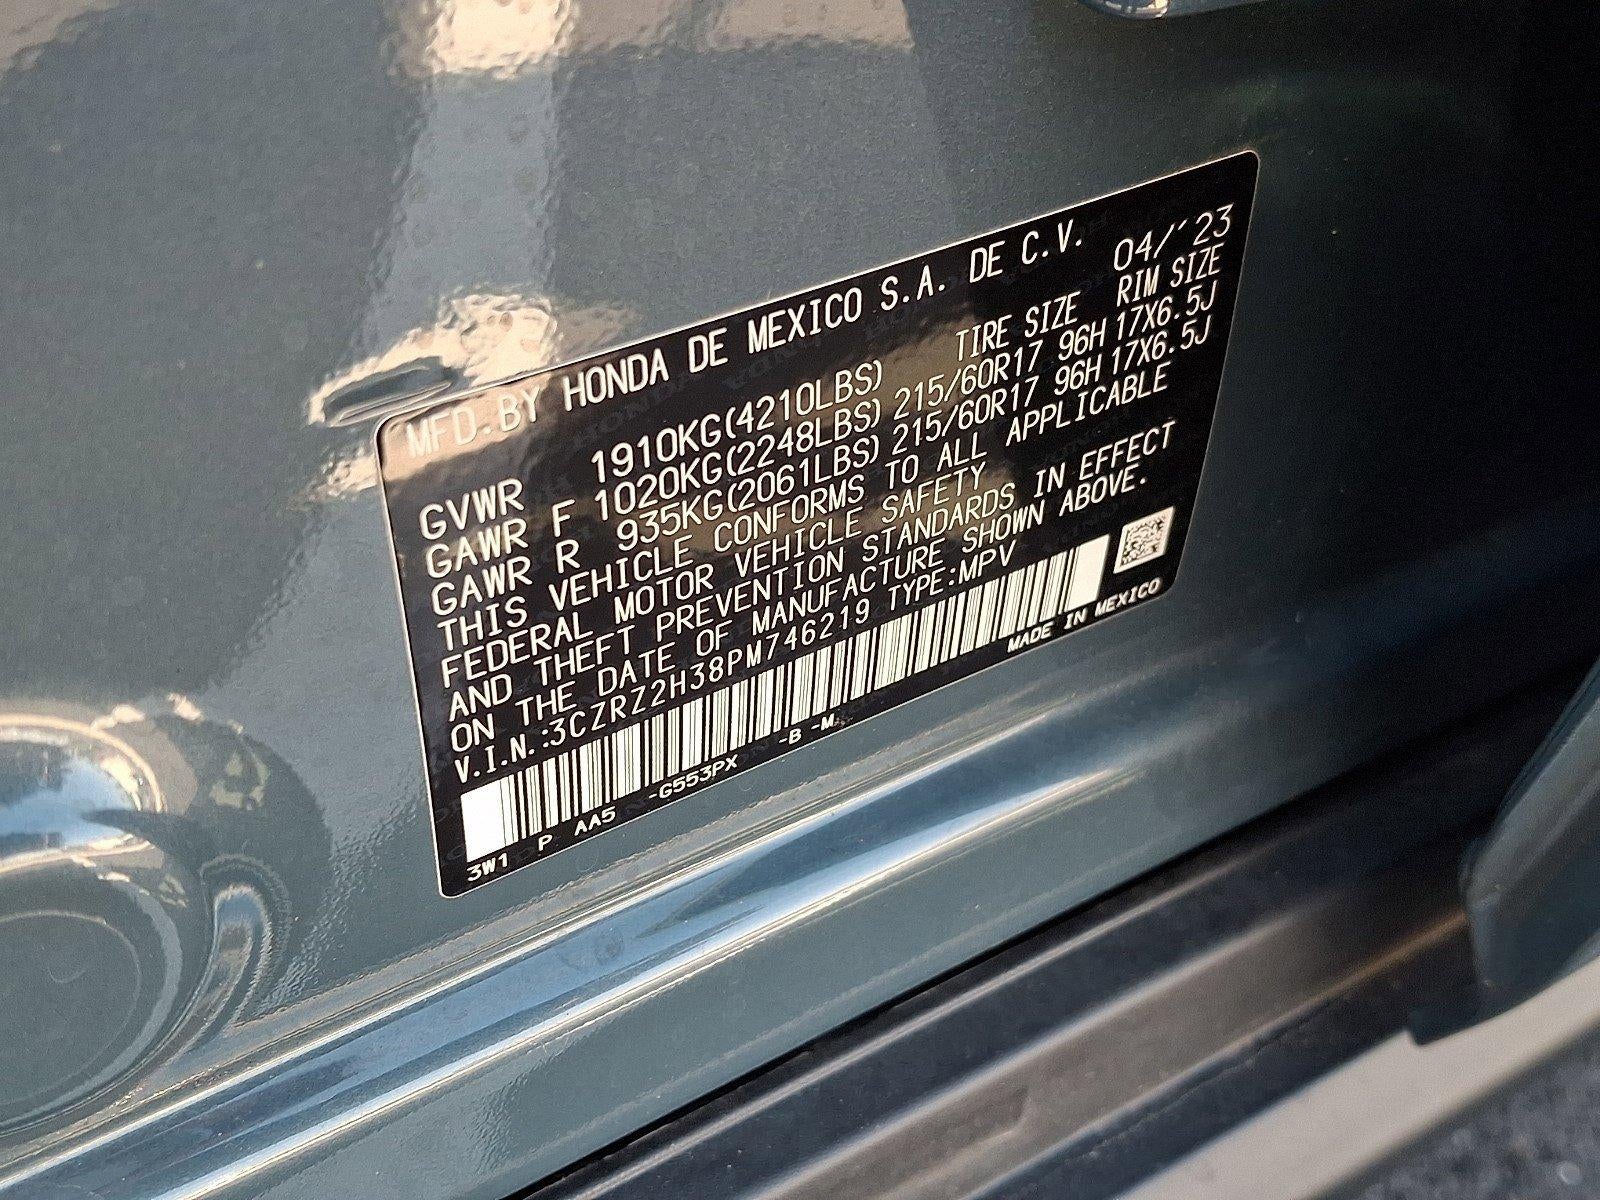 MFD. BY HONDA DE MEXICO S.A. DE C.V. 04/'23
TIRE SIZE RIM SIZE
GVWR 1910KG(4210LBS)
GAWR F 1020KG(2248LBS) 215/60R17 96H 17X6.5J
GAWR R 935KG(2061LBS) 215/60R17 96H 17X6.5J
THIS VEHICLE CONFORMS TO ALL APPLICABLE
FEDERAL MOTOR VEHICLE SAFETY
AND THEFT PREVENTION STANDARDS IN EFFECT
ON THE DATE OF MANUFACTURE SHOWN ABOVE.
V.I.N.:3CZRZ2H38PM746219 TYPE:MPV
3W1 P AA5 -G553PX -B -M
MADE IN MEXICO